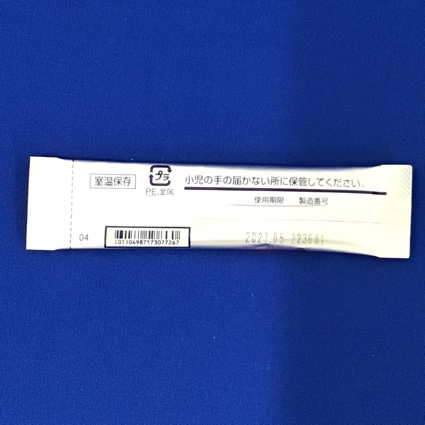 室温保存
プラ
PE,金属
小児の手の届かない所に保管してください。
使用期限 製造番号
2027.05 223601
04
(01)04987173077267